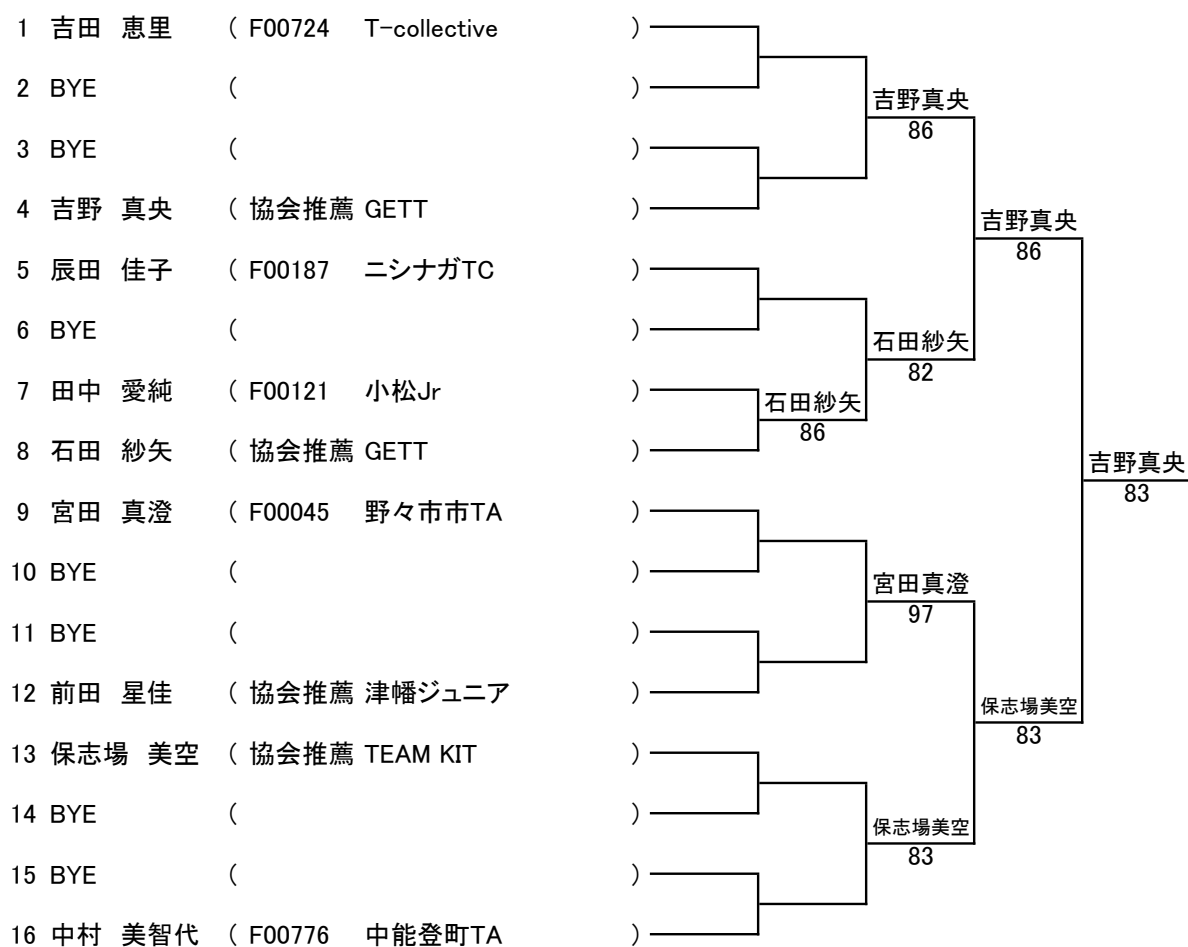 1 吉田 恵里 ( F00724 T-collective )
2 BYE ( )
吉野真央
86
3 BYE ( )
4 吉野 真央 ( 協会推薦 GETT )
吉野真央
86
5 辰田 佳子 ( F00187 ニシナガTC )
6 BYE ( )
石田紗矢
82
7 田中 愛純 ( F00121 小松Jr )
石田紗矢
86
8 石田 紗矢 ( 協会推薦 GETT )
吉野真央
83
9 宮田 真澄 ( F00045 野々市市TA )
10 BYE ( )
宮田真澄
97
11 BYE ( )
12 前田 星佳 ( 協会推薦 津幡ジュニア )
保志場美空
83
13 保志場 美空 ( 協会推薦 TEAM KIT )
14 BYE ( )
保志場美空
83
15 BYE ( )
16 中村 美智代 ( F00776 中能登町TA )